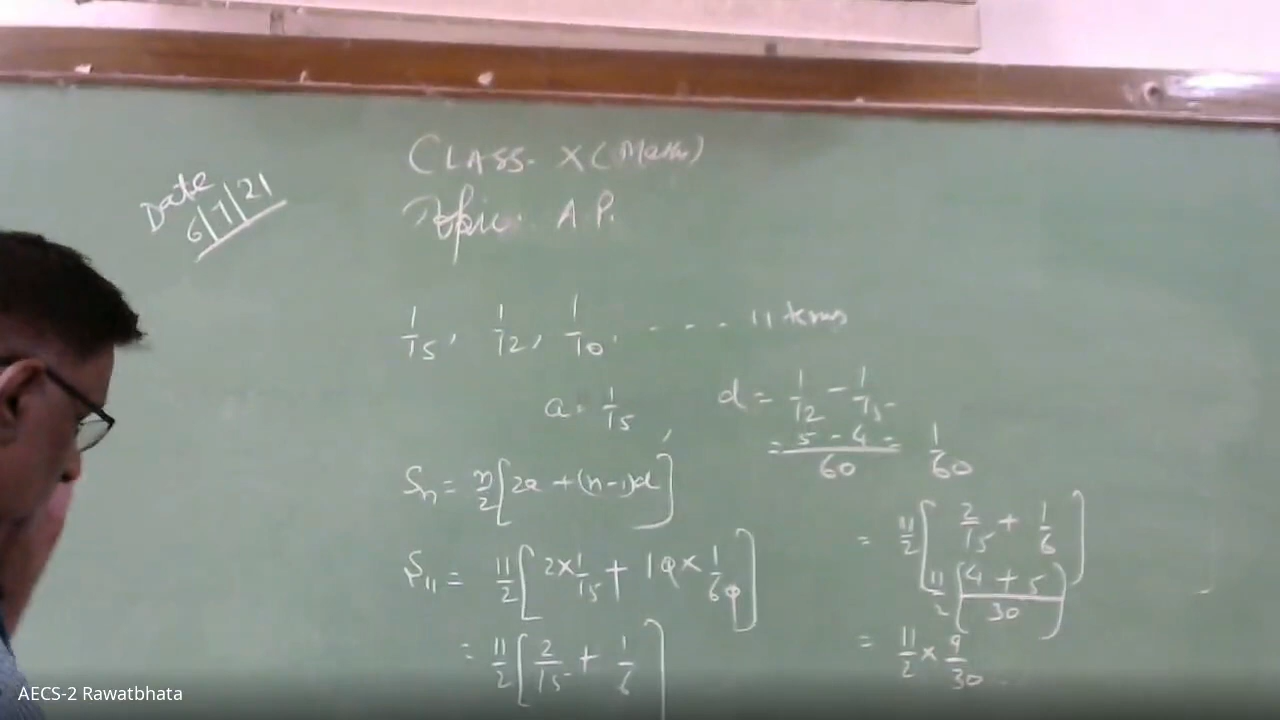 CLASS- X (Maths)
Date
6/7/21
Topic: A P.
1/15, 1/12, 1/10, - - - - 11 terms
a = 1/15, d = 1/12 - 1/15
= (5 - 4)/60 = 1/60
Sn = n/2 [2a + (n-1)d]
S11 = 11/2 [2×1/15 + 10 × 1/60]
= 11/2 [2/15 + 1/6]
= 11/2 [2/15 + 1/6]
11/2 [(4 + 5)/30]
= 11/2 × 9/30
AECS-2 Rawatbhata